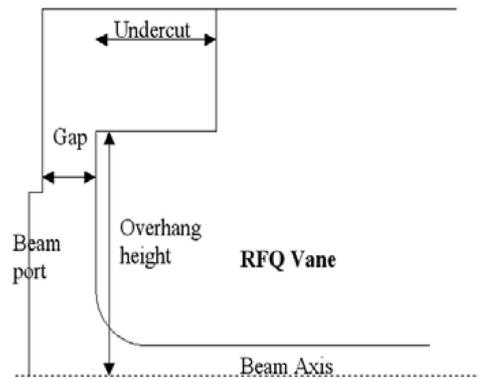 Undercut
Gap
Overhang
height
Beam
port
RFQ Vane
Beam Axis